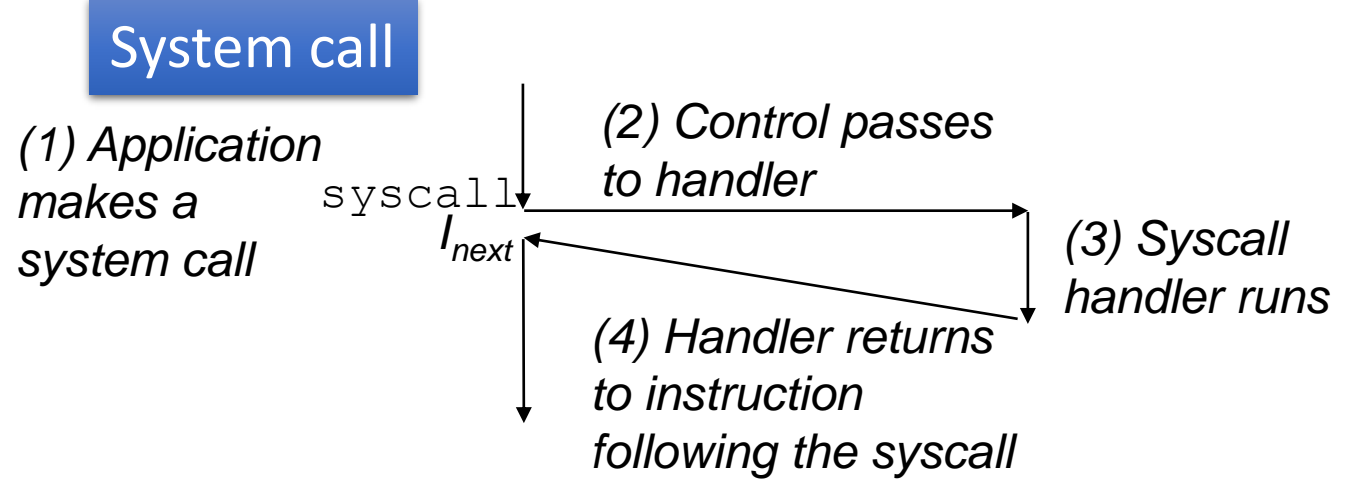 System call
(1) Application
makes a
system call
syscall
Inext
(2) Control passes
to handler
(3) Syscall
handler runs
(4) Handler returns
to instruction
following the syscall